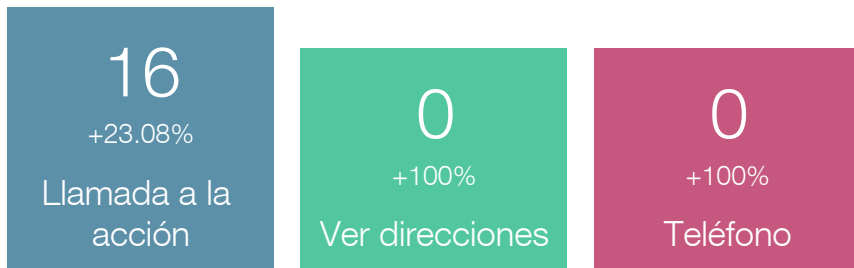 16
+23.08%
Llamada a la
acción
0
+100%
Ver direcciones
0
+100%
Teléfono